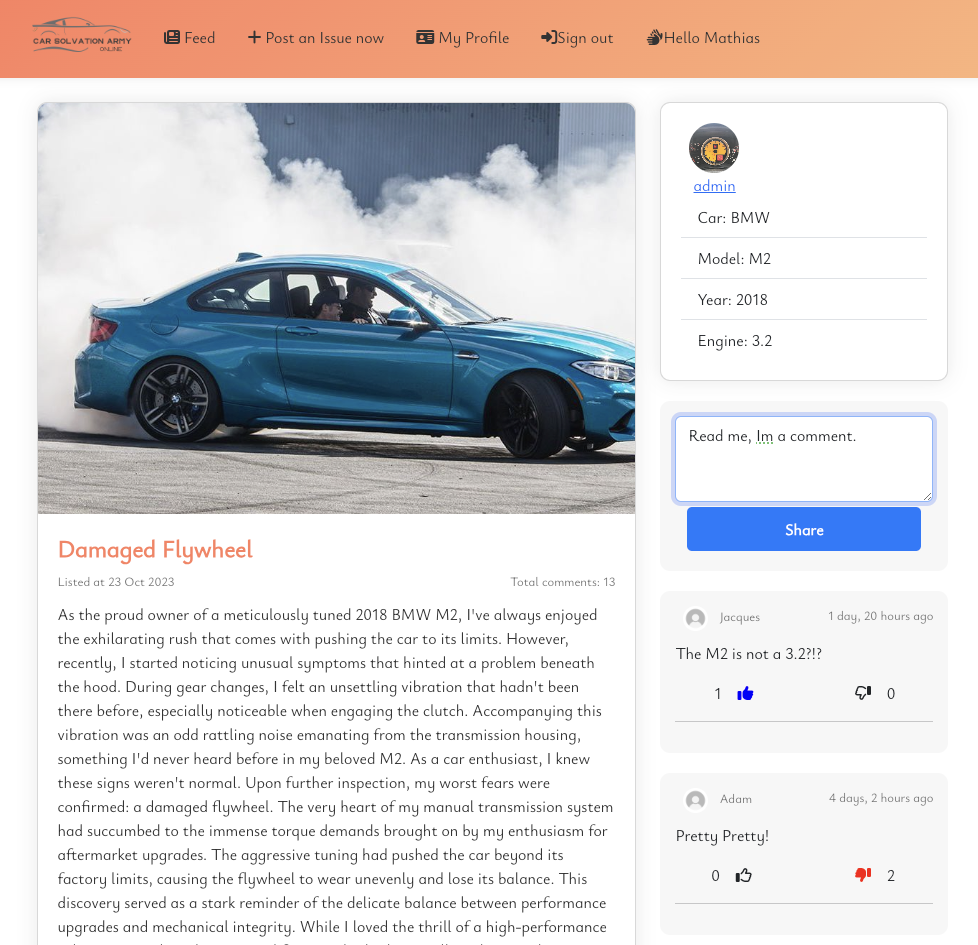 CAR SOLVATION ARMY
ONLINE
Feed
Post an Issue now
My Profile
Sign out
Hello Mathias
Damaged Flywheel
Listed at 23 Oct 2023
Total comments: 13
As the proud owner of a meticulously tuned 2018 BMW M2, I've always enjoyed
the exhilarating rush that comes with pushing the car to its limits. However,
recently, I started noticing unusual symptoms that hinted at a problem beneath
the hood. During gear changes, I felt an unsettling vibration that hadn't been
there before, especially noticeable when engaging the clutch. Accompanying this
vibration was an odd rattling noise emanating from the transmission housing,
something I'd never heard before in my beloved M2. As a car enthusiast, I knew
these signs weren't normal. Upon further inspection, my worst fears were
confirmed: a damaged flywheel. The very heart of my manual transmission system
had succumbed to the immense torque demands brought on by my enthusiasm for
aftermarket upgrades. The aggressive tuning had pushed the car beyond its
factory limits, causing the flywheel to wear unevenly and lose its balance. This
discovery served as a stark reminder of the delicate balance between performance
upgrades and mechanical integrity. While I loved the thrill of a high-performance
admin
Car: BMW
Model: M2
Year: 2018
Engine: 3.2
Read me, Im a comment.
Share
Jacques
1 day, 20 hours ago
The M2 is not a 3.2?!?
1
0
Adam
4 days, 2 hours ago
Pretty Pretty!
0
2